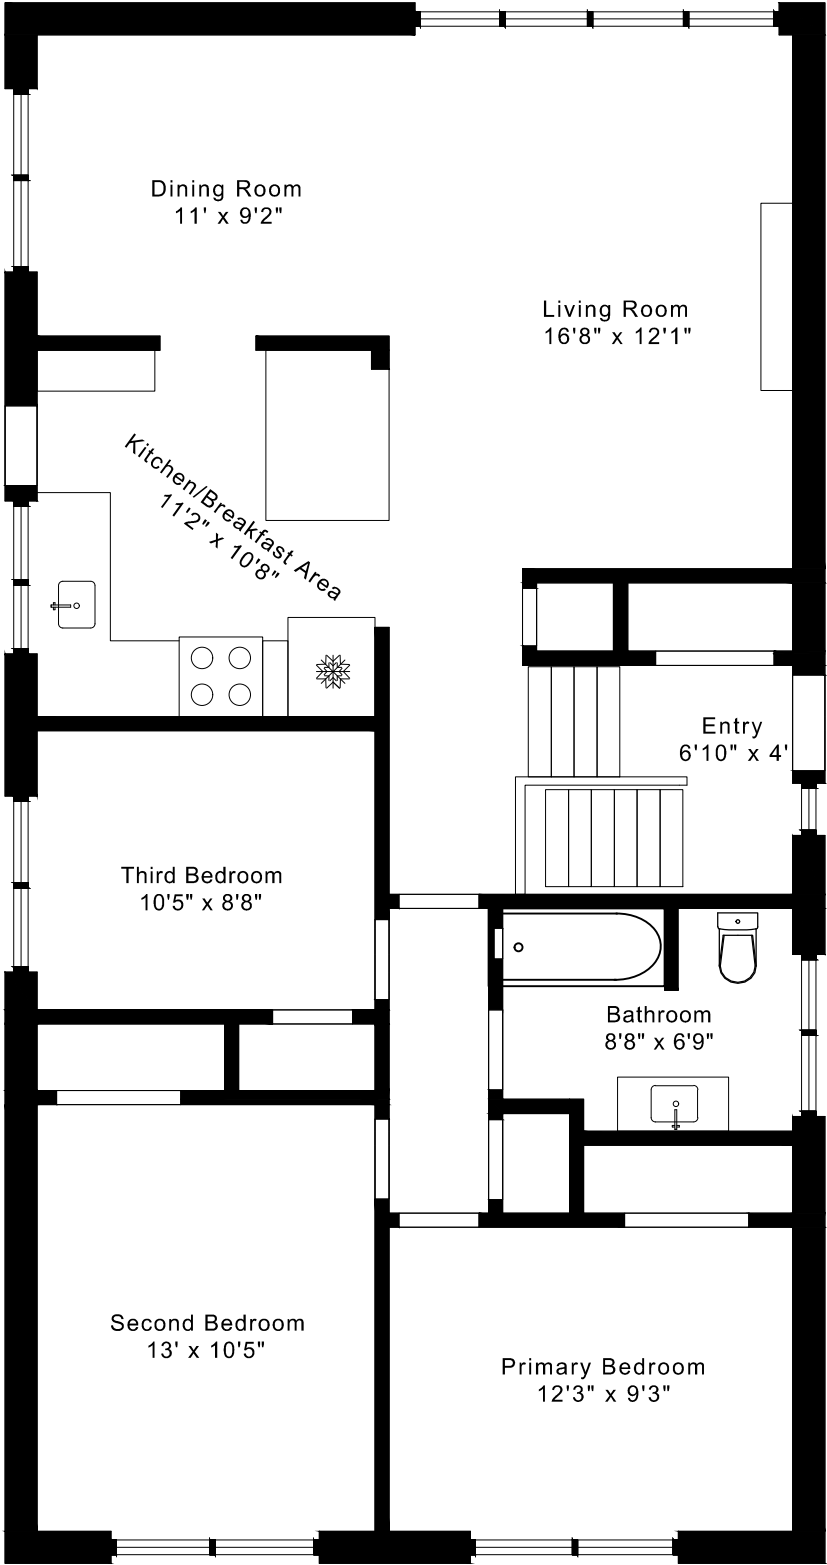 Dining Room
11' x 9'2"
Living Room
16'8" x 12'1"
Kitchen/Breakfast Area
11'2" x 10'8"
Entry
6'10" x 4'
Third Bedroom
10'5" x 8'8"
Bathroom
8'8" x 6'9"
Second Bedroom
13' x 10'5"
Primary Bedroom
12'3" x 9'3"